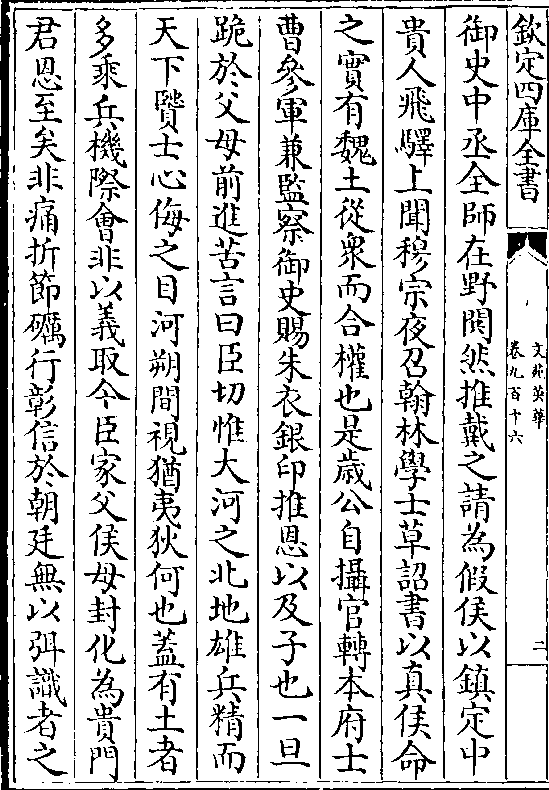 欽定四庫全書
文苑英華
卷九百十六
二
御史中丞全師在野閧然推戴之請為假侯以鎮定中
貴人飛驛上聞穆宗夜召翰林學士草詔書以真侯命
之實有魏土從衆而合權也是歲公自攝官轉本府士
曹參軍兼監察御史賜朱衣銀印推恩以及子也一旦
跪於父母前進苦言曰臣切惟大河之北地雄兵精而
天下賢士心侮之目河朔間視猶夷狄何也蓋有土者
多乘兵機際會非以義取今臣家父侯母封化為貴門
君恩至矣非痛折節礪行彰信於朝廷無以弭識者之